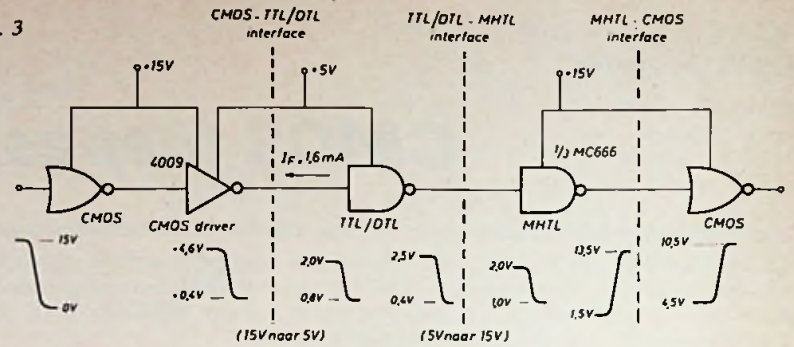 . 3
CMOS - TTL/DTL
interface
TTL/DTL - MHTL
interface
MHTL - CMOS
interface
+15V
+5V
+15V
4009
IF = 1,6mA
1/3 MC666
CMOS
CMOS driver
TTL/DTL
MHTL
CMOS
15V
0V
+4,6V
+0,4V
2,0V
0,8V
2,5V
0,4V
2,0V
1,0V
13,5V
1,5V
10,5V
4,5V
(15V naar 5V)
(5V naar 15V)